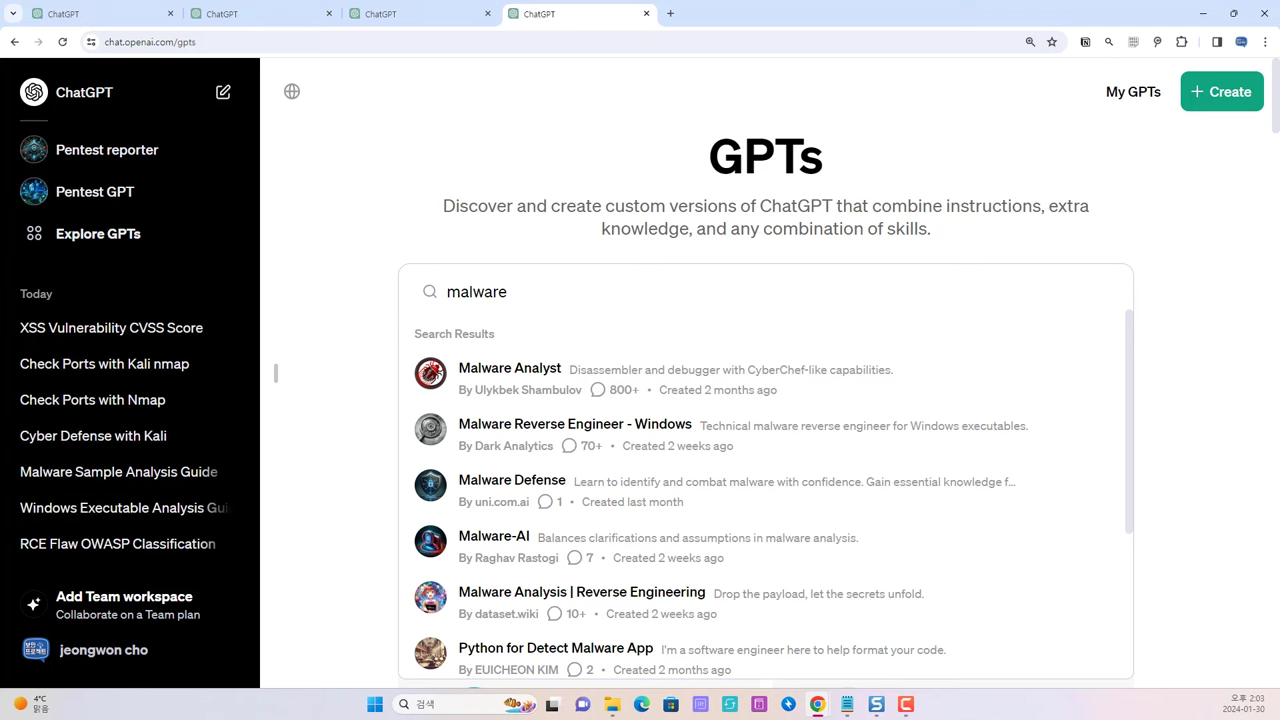 ChatGPT
ChatGPT
ChatGPT
ChatGPT
chat.openai.com/gpts
ChatGPT
My GPTs
Create
Pentest reporter
Pentest GPT
Explore GPTs
Today
XSS Vulnerability CVSS Score
Check Ports with Kali nmap
Check Ports with Nmap
Cyber Defense with Kali
Malware Sample Analysis Guide
Windows Executable Analysis Gui
RCE Flaw OWASP Classification
Add Team workspace
Collaborate on a Team plan
jeongwon cho
GPTs
Discover and create custom versions of ChatGPT that combine instructions, extra
knowledge, and any combination of skills.
malware
Search Results
Malware Analyst Disassembler and debugger with CyberChef-like capabilities.
By Ulykbek Shambulov 800+ • Created 2 months ago
Malware Reverse Engineer - Windows Technical malware reverse engineer for Windows executables.
By Dark Analytics 70+ • Created 2 weeks ago
Malware Defense Learn to identify and combat malware with confidence. Gain essential knowledge f...
By uni.com.ai 1 • Created last month
Malware-AI Balances clarifications and assumptions in malware analysis.
By Raghav Rastogi 7 • Created 2 weeks ago
Malware Analysis | Reverse Engineering Drop the payload, let the secrets unfold.
By dataset.wiki 10+ • Created 2 weeks ago
Python for Detect Malware App I'm a software engineer here to help format your code.
By EUICHEON KIM 2 • Created 2 months ago
4°C
맑음
검색
오후 2:03
2024-01-30